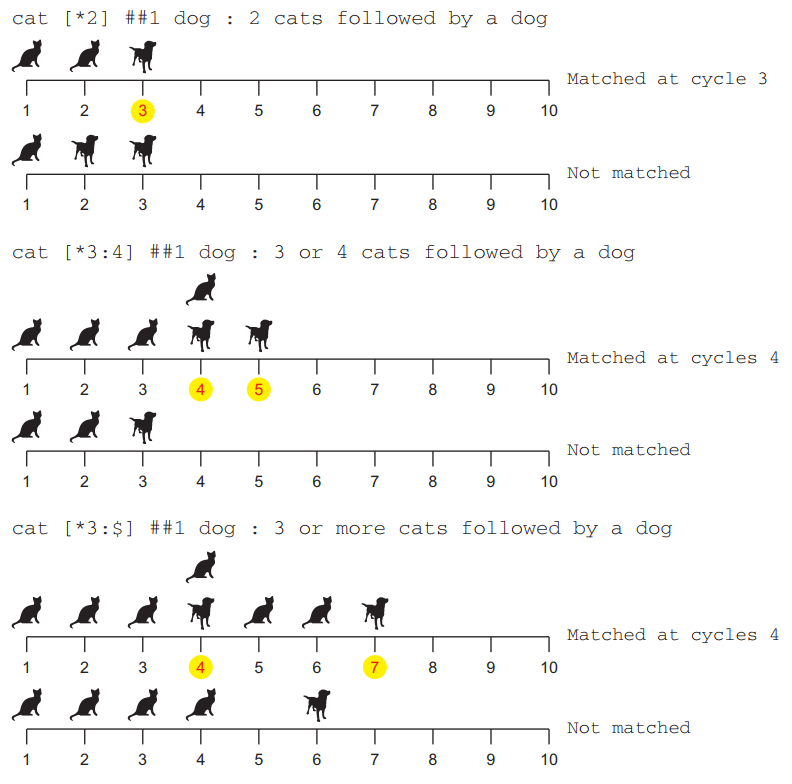 cat [*2] ##1 dog : 2 cats followed by a dog
Matched at cycle 3
1 2 3 4 5 6 7 8 9 10
Not matched
1 2 3 4 5 6 7 8 9 10
cat [*3:4] ##1 dog : 3 or 4 cats followed by a dog
Matched at cycles 4
1 2 3 4 5 6 7 8 9 10
Not matched
1 2 3 4 5 6 7 8 9 10
cat [*3:$] ##1 dog : 3 or more cats followed by a dog
Matched at cycles 4
1 2 3 4 5 6 7 8 9 10
Not matched
1 2 3 4 5 6 7 8 9 10